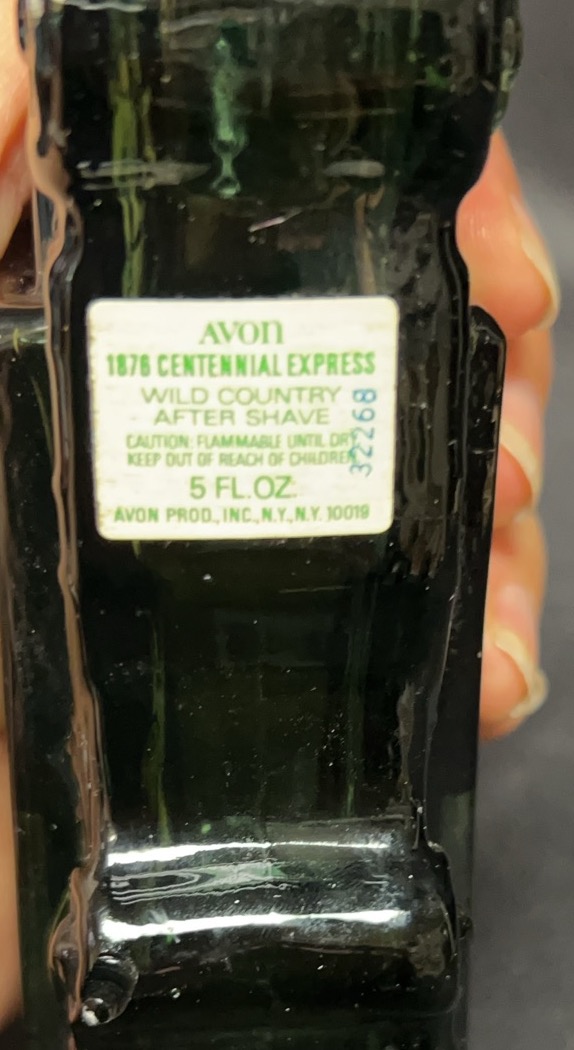 AVON
1876 CENTENNIAL EXPRESS
WILD COUNTRY
AFTER SHAVE
CAUTION: FLAMMABLE UNTIL DRY
KEEP OUT OF REACH OF CHILDREN
5 FL.OZ.
AVON PROD., INC., N.Y., N.Y. 10019
32268